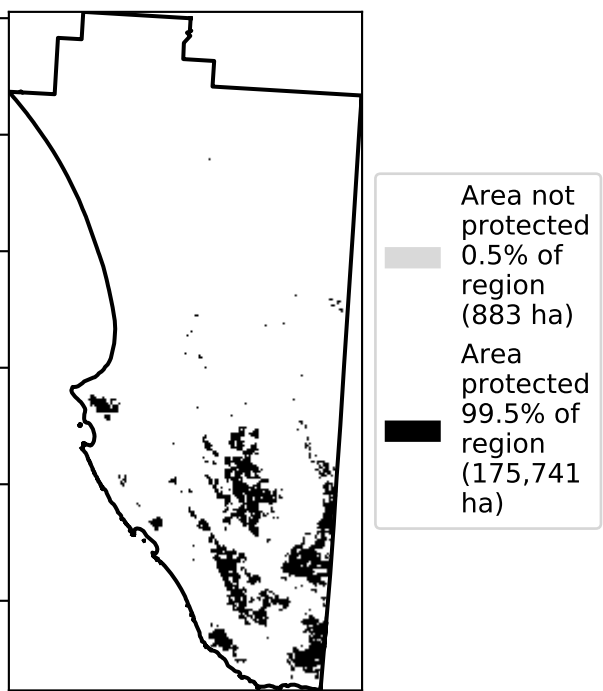 Area not
protected
0.5% of
region
(883 ha)
Area
protected
99.5% of
region
(175,741
ha)